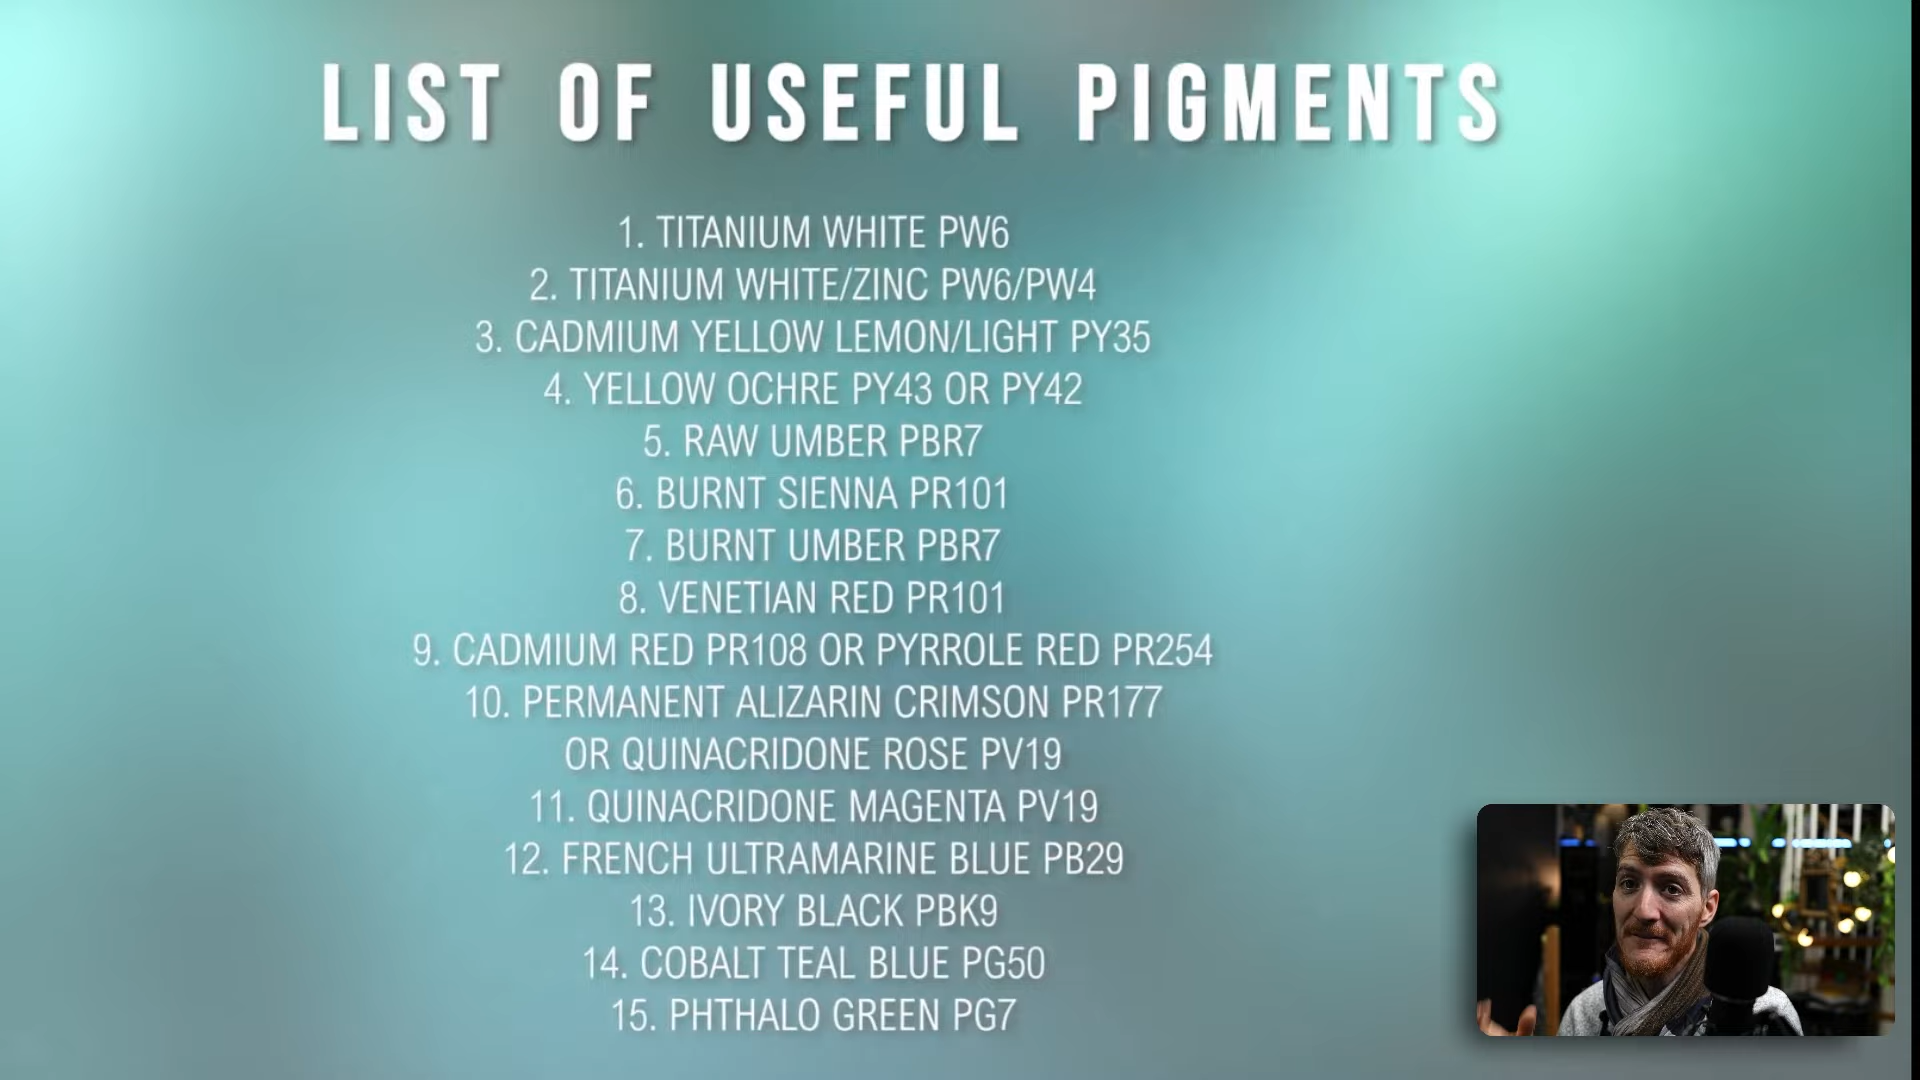 LIST OF USEFUL PIGMENTS
1. TITANIUM WHITE PW6
2. TITANIUM WHITE/ZINC PW6/PW4
3. CADMIUM YELLOW LEMON/LIGHT PY35
4. YELLOW OCHRE PY43 OR PY42
5. RAW UMBER PBR7
6. BURNT SIENNA PR101
7. BURNT UMBER PBR7
8. VENETIAN RED PR101
9. CADMIUM RED PR108 OR PYRROLE RED PR254
10. PERMANENT ALIZARIN CRIMSON PR177
OR QUINACRIDONE ROSE PV19
11. QUINACRIDONE MAGENTA PV19
12. FRENCH ULTRAMARINE BLUE PB29
13. IVORY BLACK PBK9
14. COBALT TEAL BLUE PG50
15. PHTHALO GREEN PG7